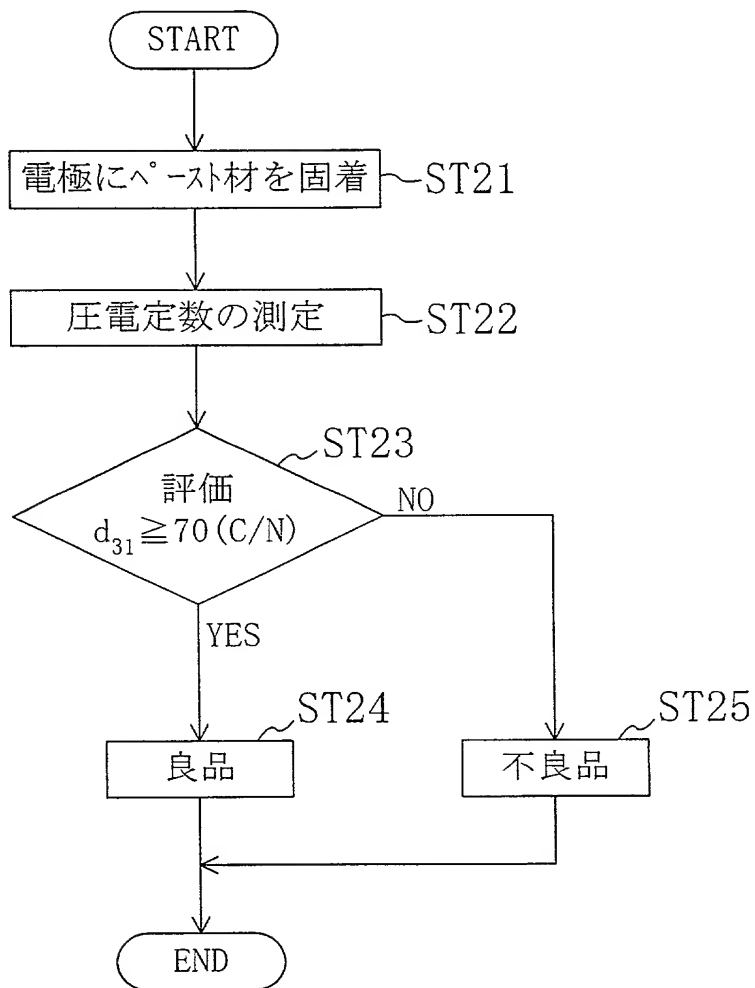 START
電極にペースト材を固着
ST21
圧電定数の測定
ST22
ST23
評価
d₃₁≧70(C/N)
NO
YES
ST24
良品
ST25
不良品
END